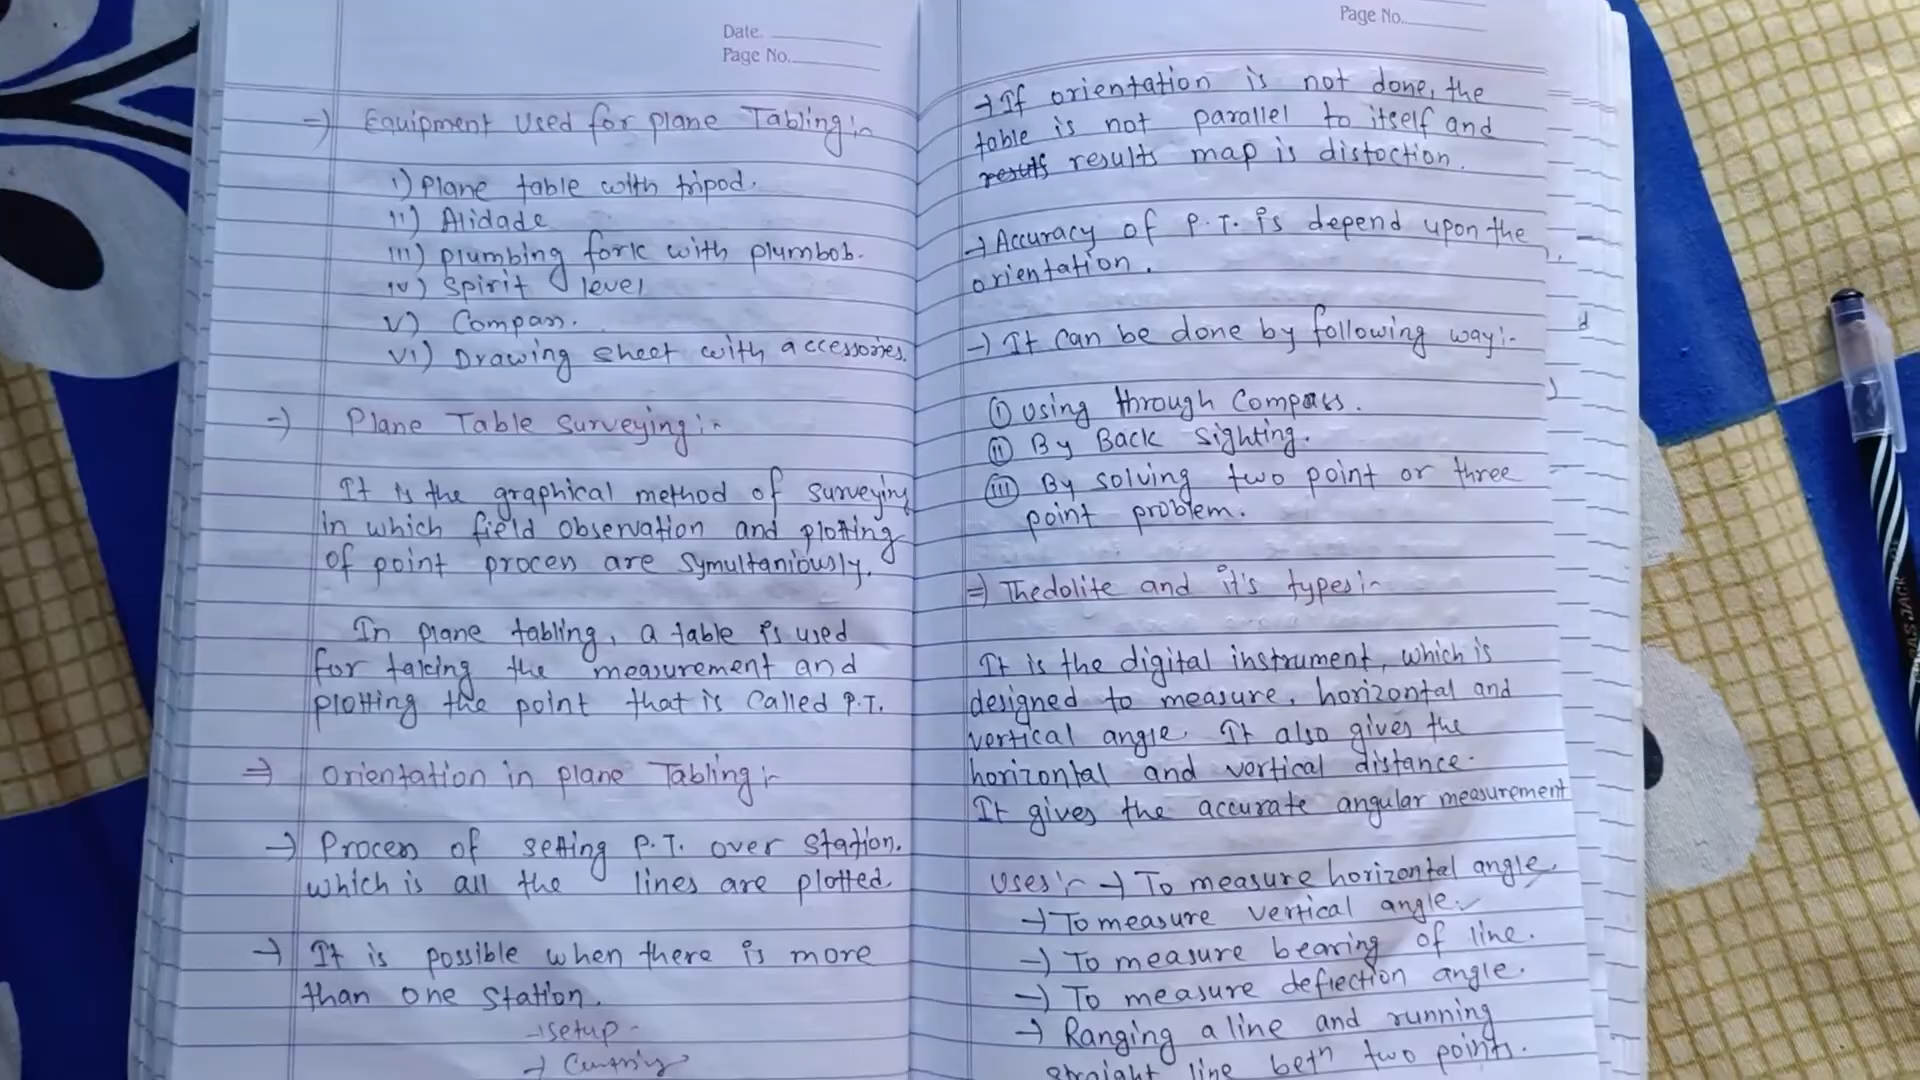 Date.
Page No.
-) Equipment Used for plane Tabling:-
i) Plane table with tripod.
ii) Alidade
iii) plumbing fork with plumbob.
iv) Spirit level
v) Compass.
vi) Drawing sheet with accessories.
-) Plane Table surveying:-
It is the graphical method of surveying
in which field observation and plotting
of point process are symultaniously.
In plane tabling, a table is used
for taking the measurement and
plotting the point that is called P.T.
=) Orientation in plane Tabling:-
-) Process of setting P.T. over station.
which is all the lines are plotted.
-) It is possible when there is more
than one station.
-) setup -
-)
Page No.
-) If orientation is not done, the
table is not parallel to itself and
results results map is distoction.
-) Accuracy of P.T. is depend upon the
orientation.
-) It can be done by following way:-
(i) using through Compass.
(ii) By Back sighting.
(iii) By solving two point or three
point problem.
=) Thedolite and it's types:-
It is the digital instrument, which is
designed to measure, horizontal and
vertical angle. It also gives the
horizontal and vertical distance.
It gives the accurate angular measurement
Uses:- -) To measure horizontal angle.
-) To measure vertical angle.
-) To measure bearing of line.
-) To measure deflection angle.
-) Ranging a line and running
straight line betn two points.